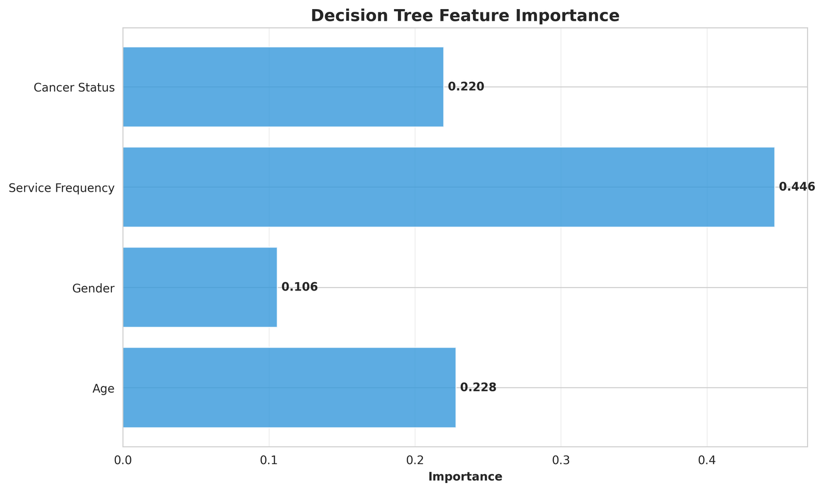 Decision Tree Feature Importance
Cancer Status
0.220
Service Frequency
0.446
Gender
0.106
Age
0.228
0.0 0.1 0.2 0.3 0.4
Importance